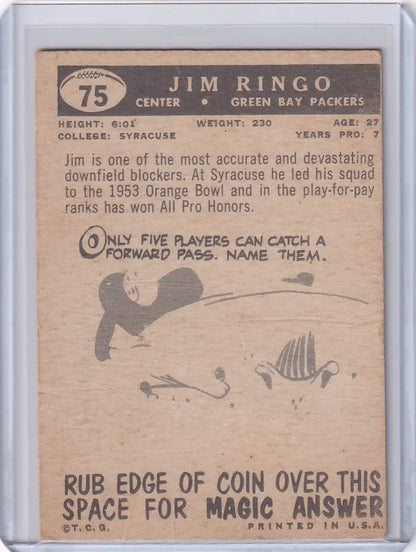 75
JIM RINGO
CENTER • GREEN BAY PACKERS
HEIGHT: 6:01 WEIGHT: 230 AGE: 27
COLLEGE: SYRACUSE YEARS PRO: 7
Jim is one of the most accurate and devastating
downfield blockers. At Syracuse he led his squad
to the 1953 Orange Bowl and in the play-for-pay
ranks has won All Pro Honors.
ONLY FIVE PLAYERS CAN CATCH A
FORWARD PASS. NAME THEM.
RUB EDGE OF COIN OVER THIS
SPACE FOR MAGIC ANSWER
©T.C.G. PRINTED IN U.S.A.